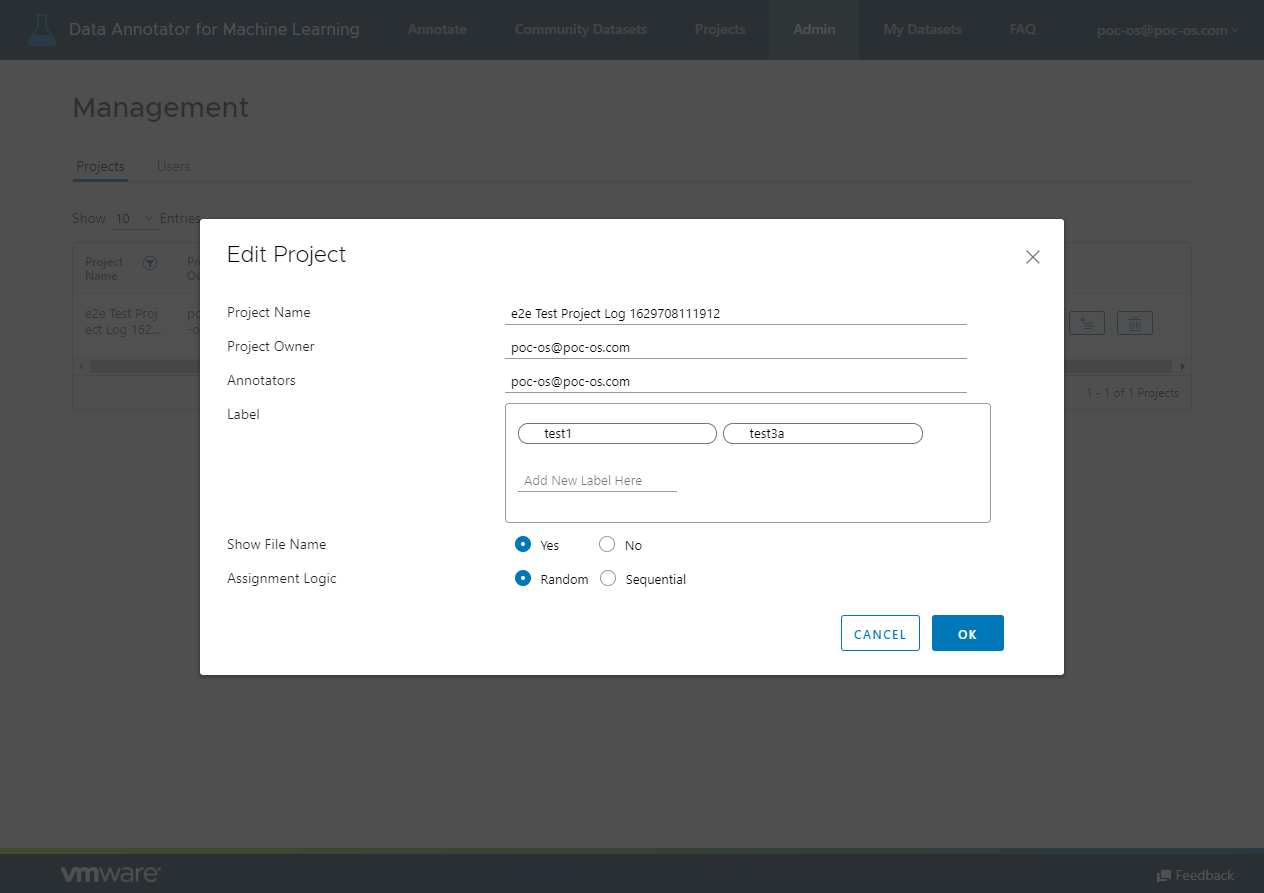 Data Annotator for Machine Learning
Annotate
Community Datasets
Projects
Admin
My Datasets
FAQ
poc-os@poc-os.com
Management
Projects
Users
Show 10 Entries
Project
Name
e2e Test Proj
ect Log 162...
1 - 1 of 1 Projects
Edit Project
Project Name
e2e Test Project Log 1629708111912
Project Owner
poc-os@poc-os.com
Annotators
poc-os@poc-os.com
Label
test1
test3a
Add New Label Here
Show File Name
Yes
No
Assignment Logic
Random
Sequential
CANCEL
OK
vmware
Feedback